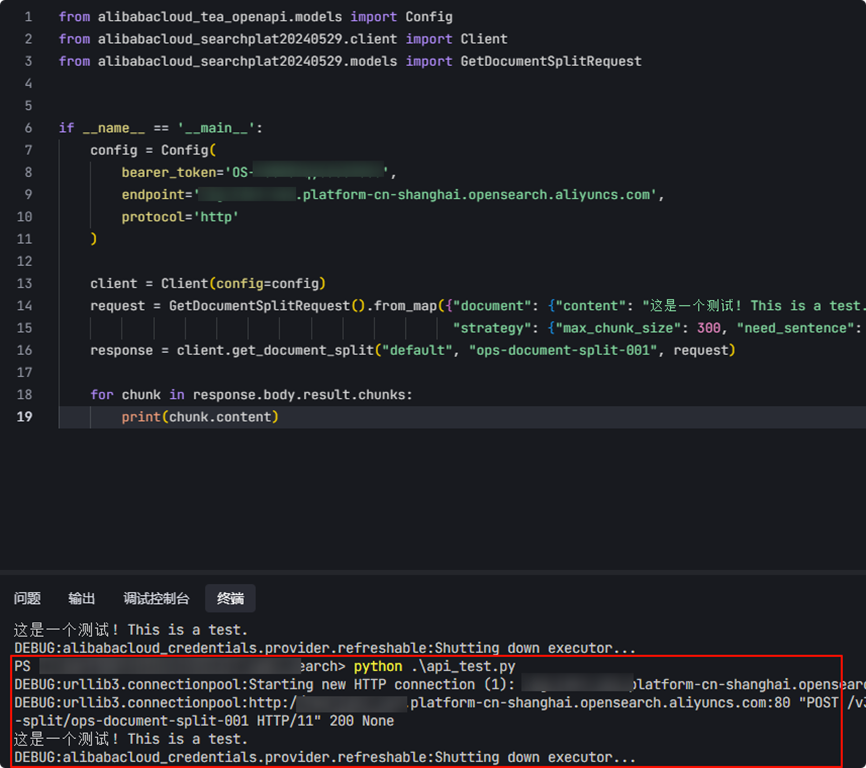 1 from alibabacloud_tea_openapi.models import Config
2 from alibabacloud_searchplat20240529.client import Client
3 from alibabacloud_searchplat20240529.models import GetDocumentSplitRequest
4
5
6 if __name__ == '__main__':
7 config = Config(
8 bearer_token='OS- ',
9 endpoint=' .platform-cn-shanghai.opensearch.aliyuncs.com',
10 protocol='http'
11 )
12
13 client = Client(config=config)
14 request = GetDocumentSplitRequest().from_map({"document": {"content": "这是一个测试! This is a test.
15 "strategy": {"max_chunk_size": 300, "need_sentence":
16 response = client.get_document_split("default", "ops-document-split-001", request)
17
18 for chunk in response.body.result.chunks:
19 print(chunk.content)
问题 输出 调试控制台 终端
这是一个测试! This is a test.
DEBUG:alibabacloud_credentials.provider.refreshable:Shutting down executor...
PS earch> python .\api_test.py
DEBUG:urllib3.connectionpool:Starting new HTTP connection (1): platform-cn-shanghai.opensear
DEBUG:urllib3.connectionpool:http:/ .platform-cn-shanghai.opensearch.aliyuncs.com:80 "POST /v3
-split/ops-document-split-001 HTTP/11" 200 None
这是一个测试! This is a test.
DEBUG:alibabacloud_credentials.provider.refreshable:Shutting down executor...